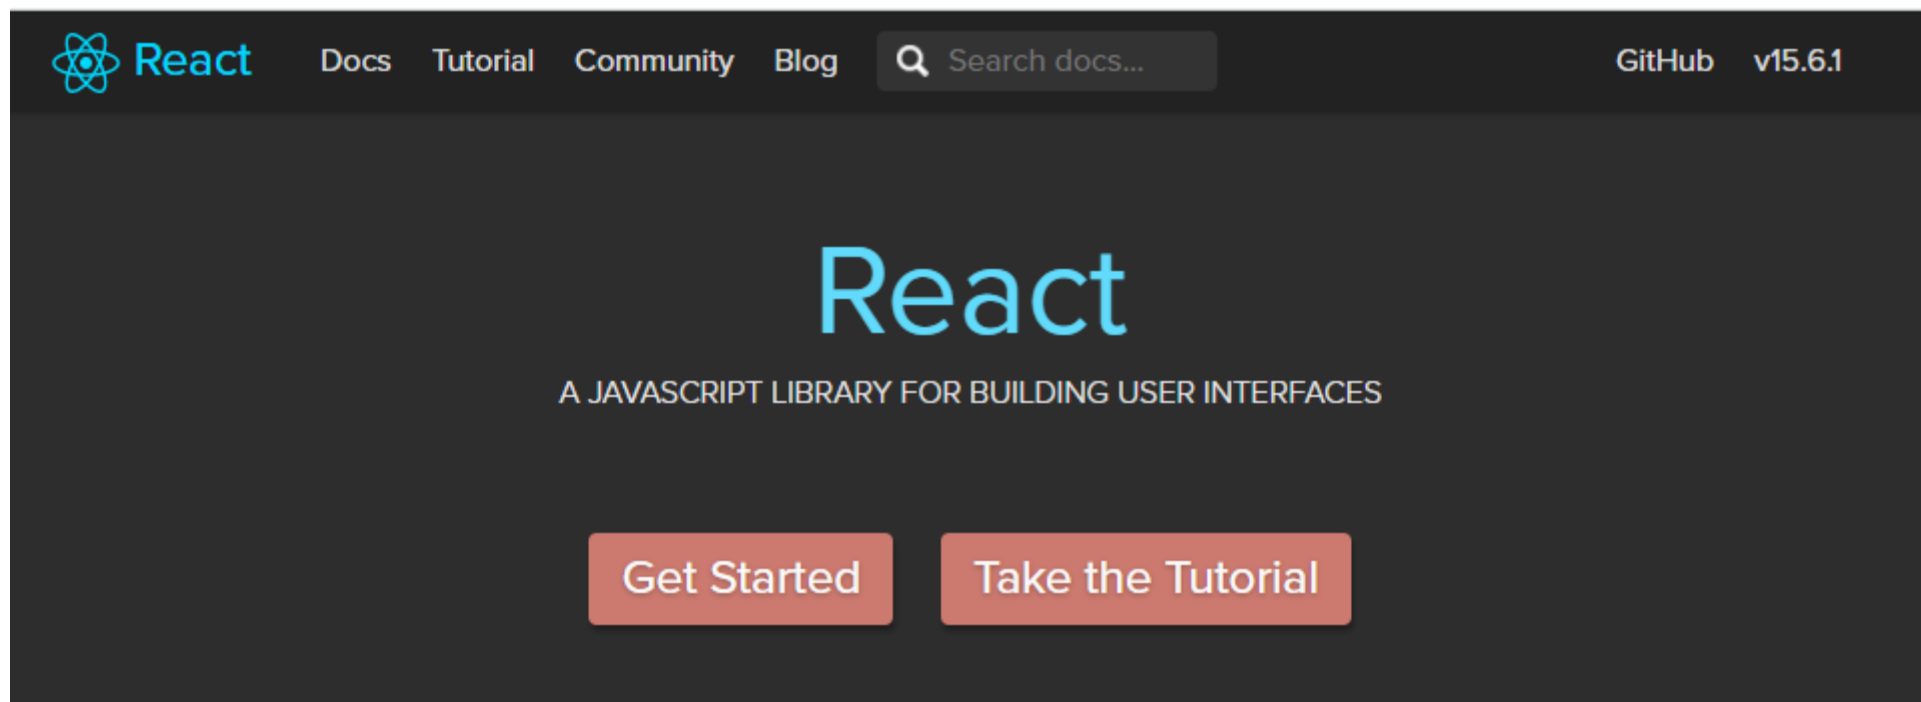 React Docs Tutorial Community Blog Search docs... GitHub v15.6.1
React
A JAVASCRIPT LIBRARY FOR BUILDING USER INTERFACES
Get Started Take the Tutorial